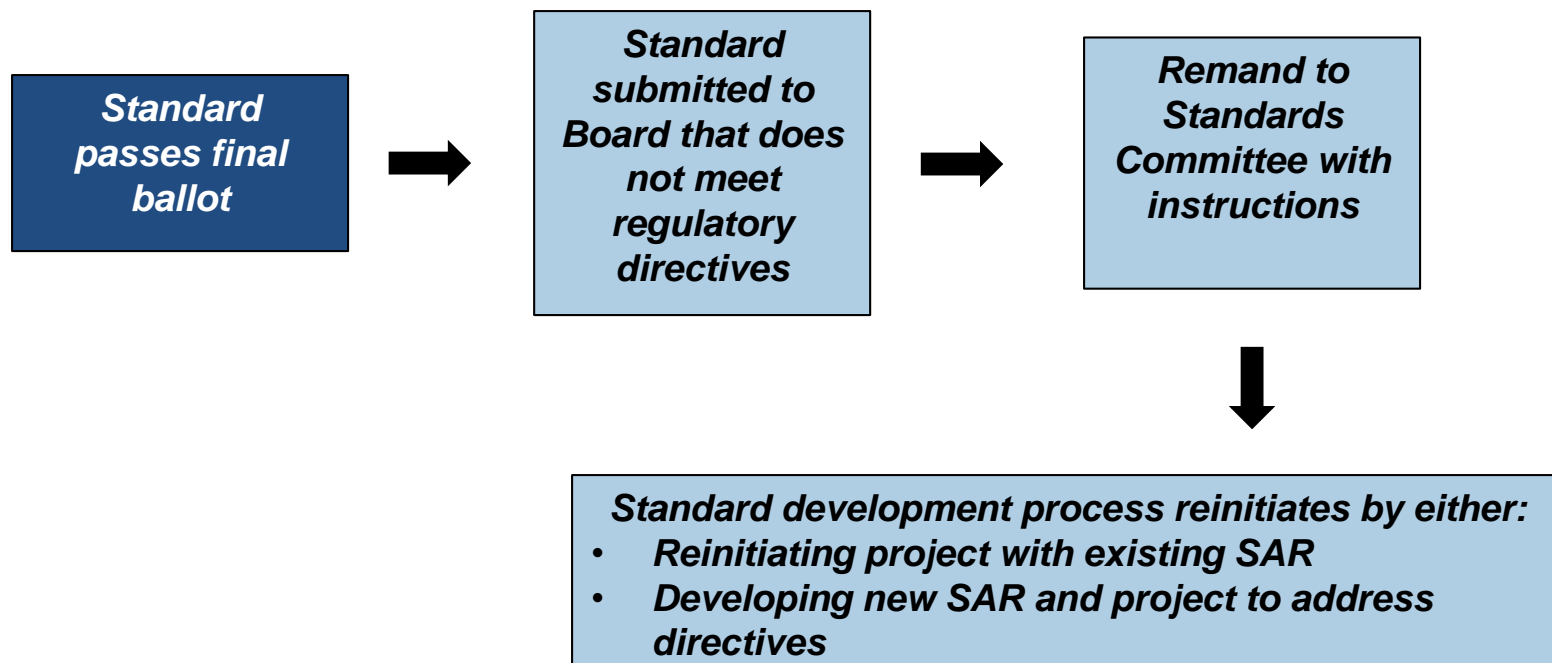 Standard
passes final
ballot
Standard
submitted to
Board that does
not meet
regulatory
directives
Remand to
Standards
Committee with
instructions
Standard development process reinitiates by either:
• Reinitiating project with existing SAR
• Developing new SAR and project to address
directives